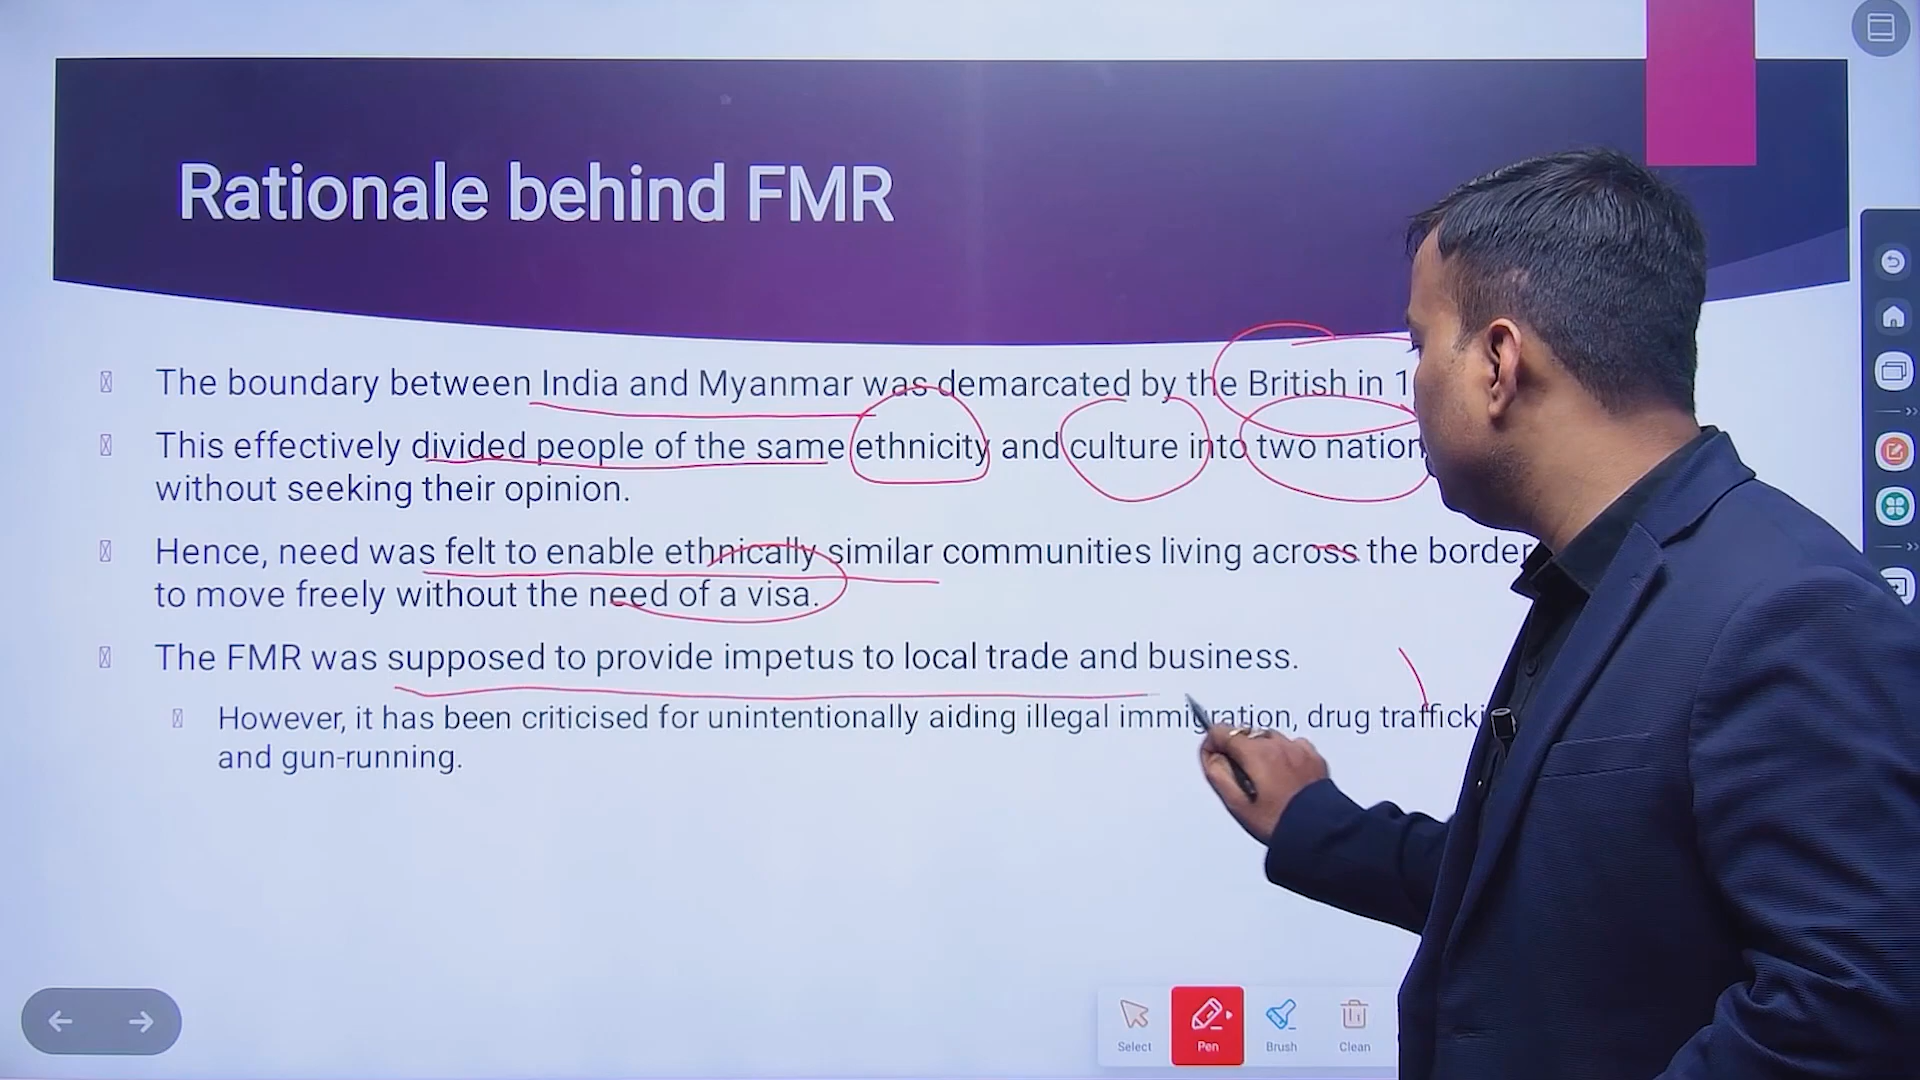 Rationale behind FMR
The boundary between India and Myanmar was demarcated by the British in
This effectively divided people of the same ethnicity and culture into two
without seeking their opinion.
Hence, need was felt to enable ethnically similar communities living across the border
to move freely without the need of a visa.
The FMR was supposed to provide impetus to local trade and business.
However, it has been criticised for unintentionally aiding illegal immigration, drug
and gun-running.
Select Pen Brush Clean